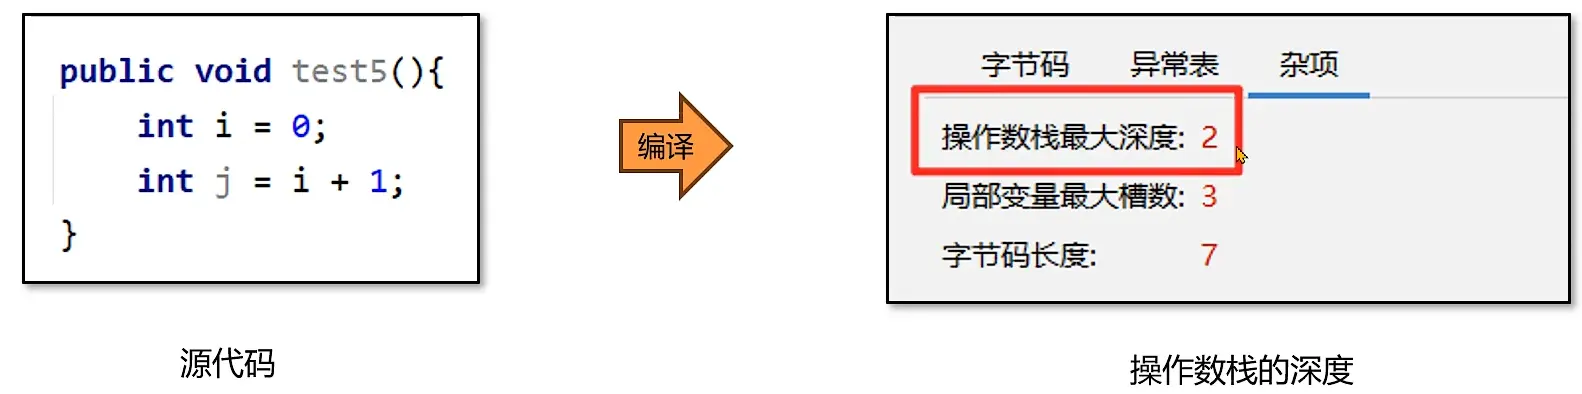 public void test5(){
int i = 0;
int j = i + 1;
}
源代码
编译
字节码 异常表 杂项
操作数栈最大深度: 2
局部变量最大槽数: 3
字节码长度: 7
操作数栈的深度